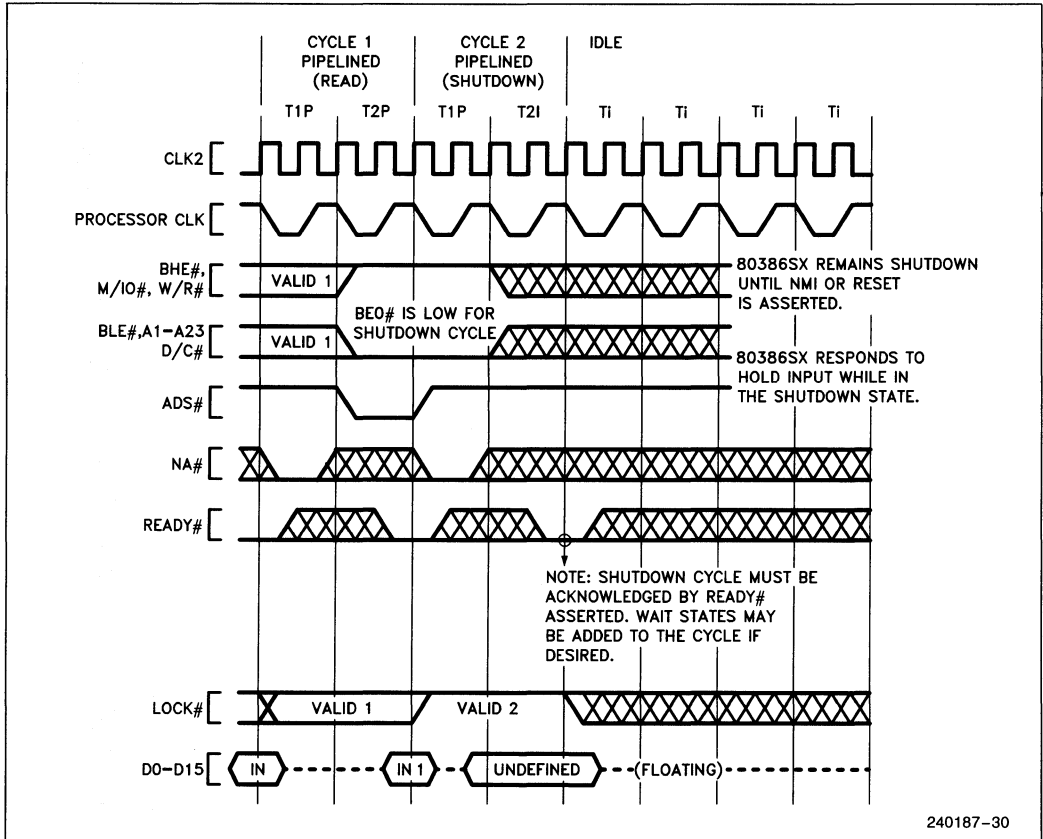 CYCLE 1
PIPELINED
(READ)
CYCLE 2
PIPELINED
(SHUTDOWN)
IDLE
T1P T2P T1P T2I Ti Ti Ti Ti
CLK2
PROCESSOR CLK
BHE#,
M/IO#, W/R#
VALID 1
80386SX REMAINS SHUTDOWN
UNTIL NMI OR RESET
IS ASSERTED.
BE0# IS LOW FOR
SHUTDOWN CYCLE
BLE#,A1-A23
D/C#
VALID 1
80386SX RESPONDS TO
HOLD INPUT WHILE IN
THE SHUTDOWN STATE.
ADS#
NA#
READY#
NOTE: SHUTDOWN CYCLE MUST BE
ACKNOWLEDGED BY READY#
ASSERTED. WAIT STATES MAY
BE ADDED TO THE CYCLE IF
DESIRED.
LOCK# VALID 1 VALID 2
D0-D15 IN IN 1 UNDEFINED (FLOATING)
240187-30